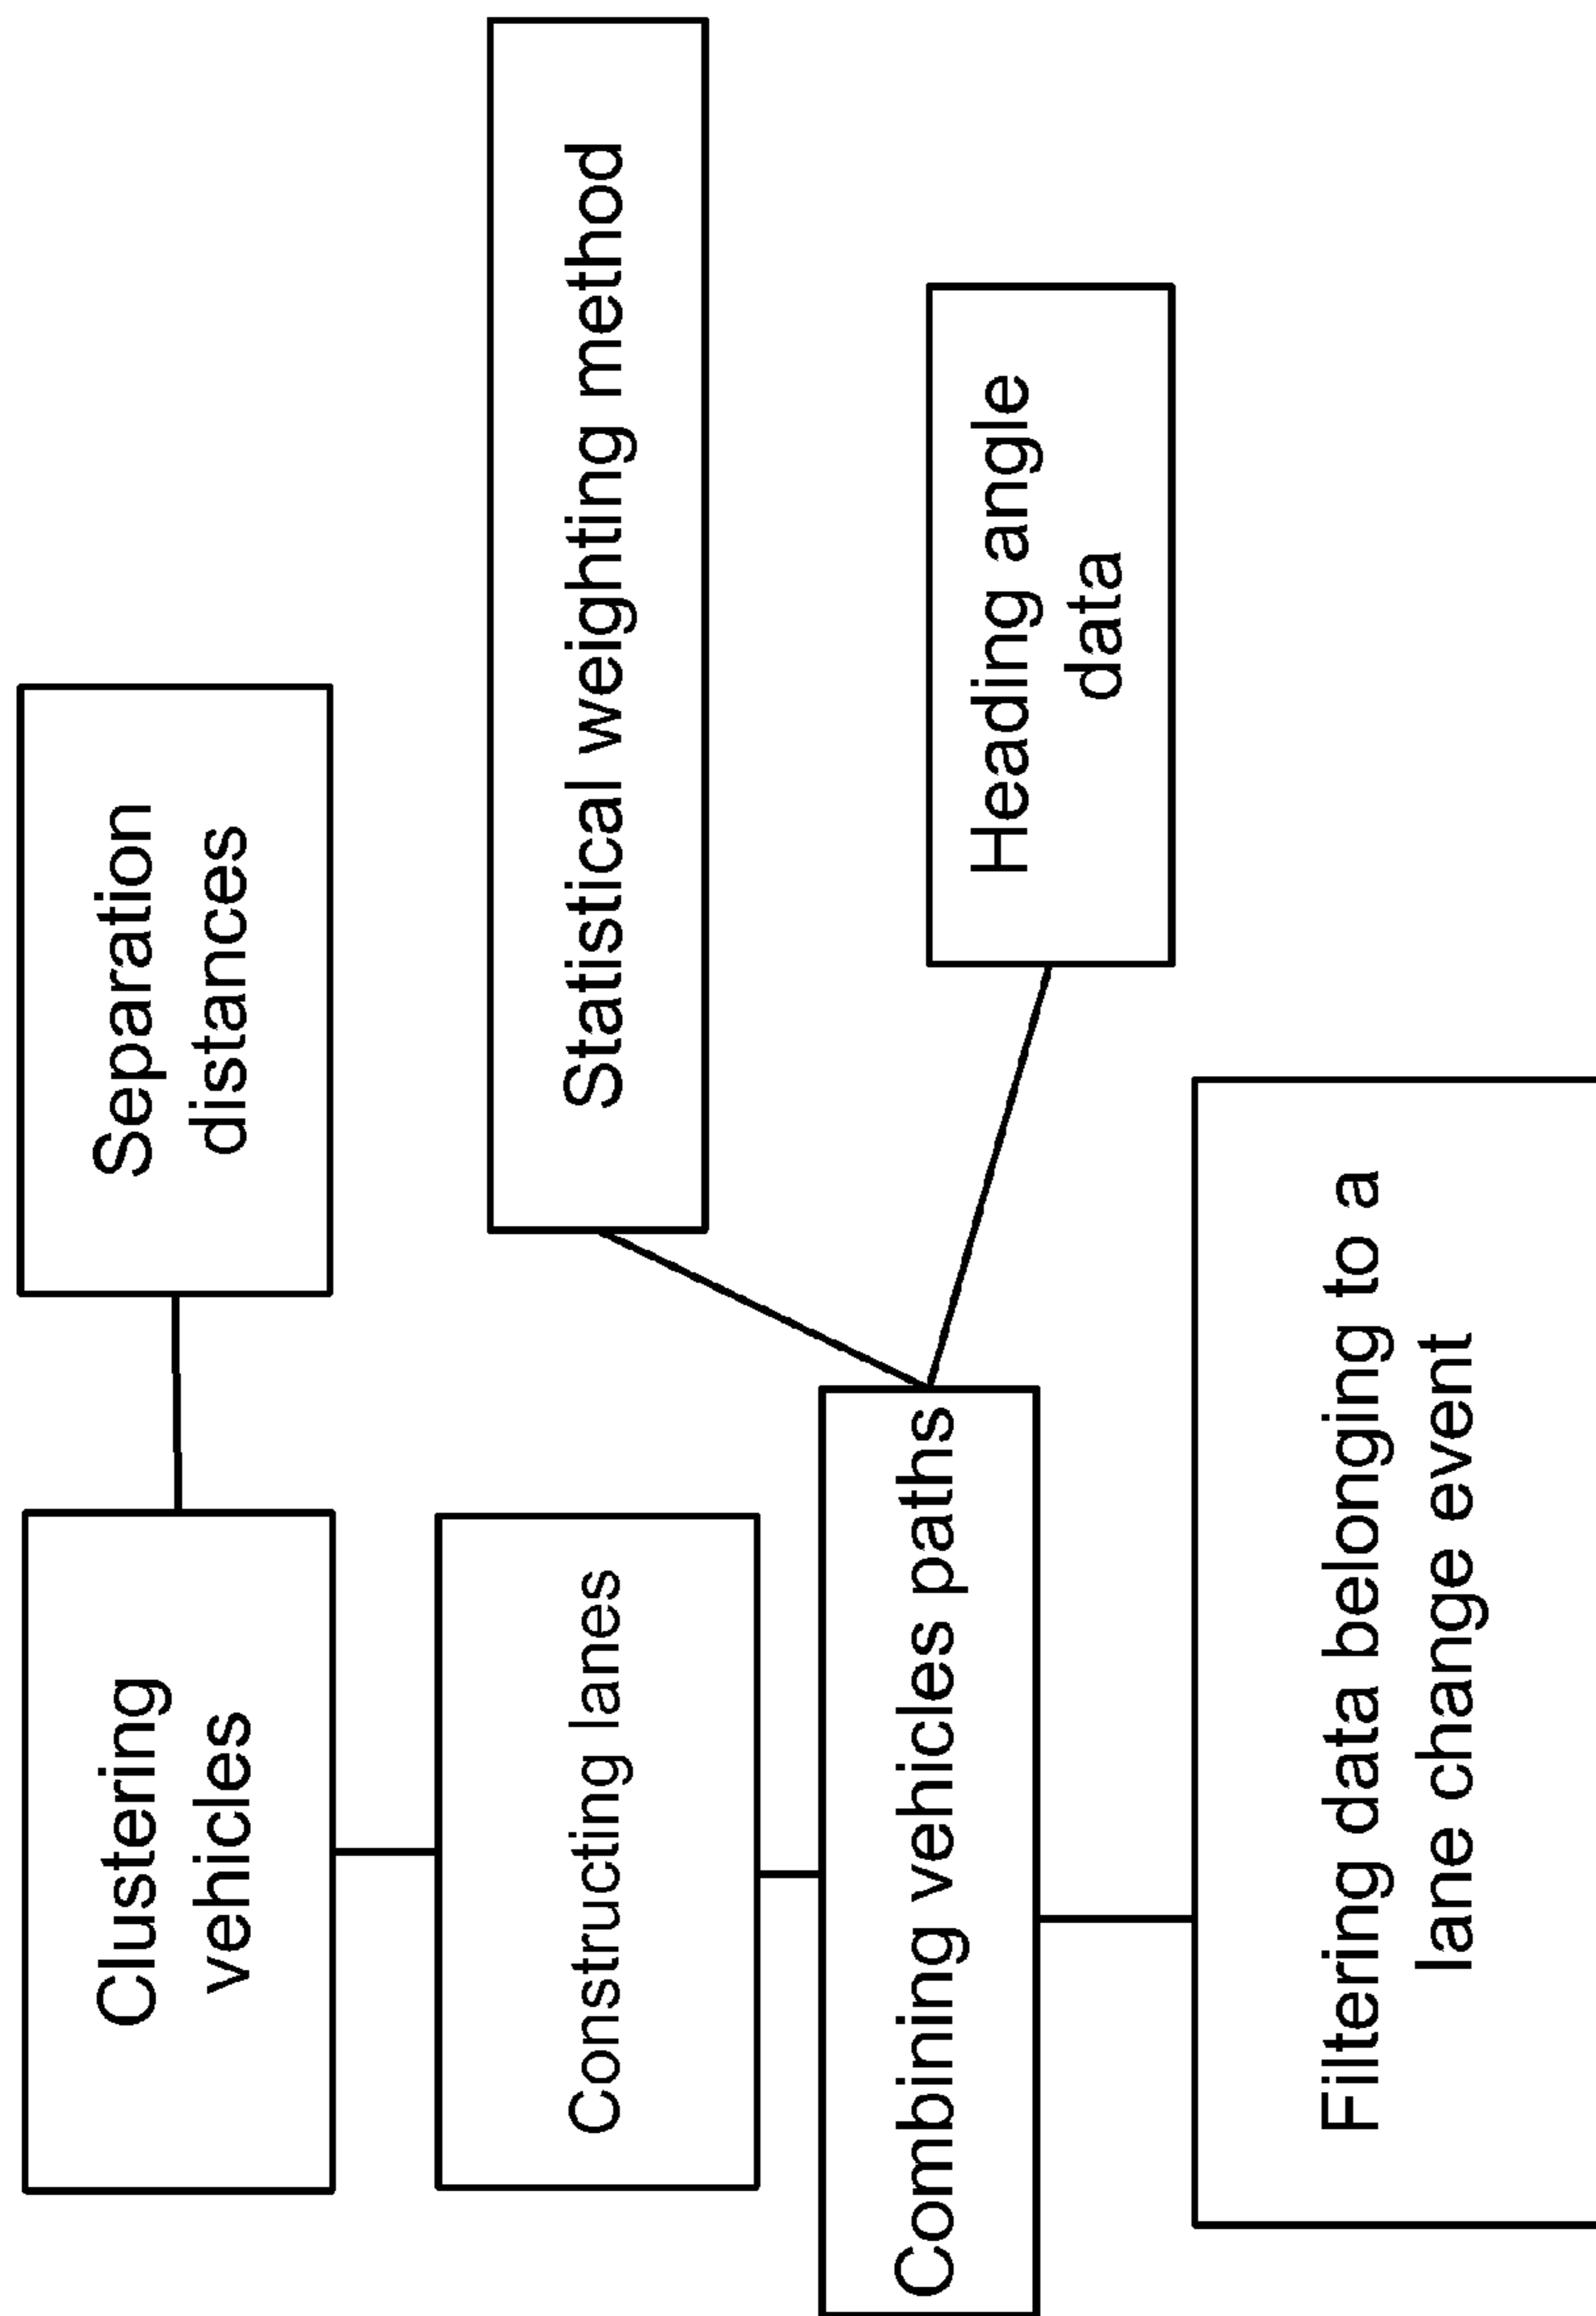 Clustering
vehicles
Separation
distances
Constructing lanes
Statistical weighting method
Combining vehicles paths
Heading angle
data
Filtering data belonging to a
lane change event